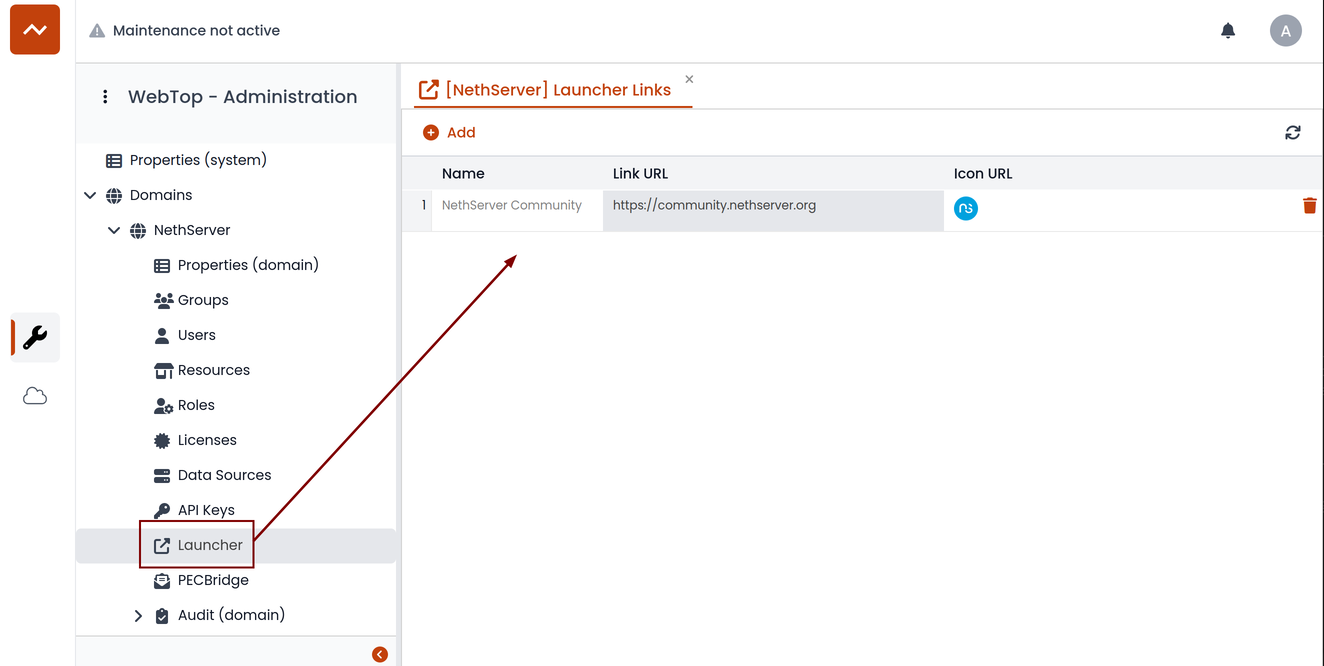 Maintenance not active
A
WebTop - Administration
Properties (system)
Domains
NethServer
Properties (domain)
Groups
Users
Resources
Roles
Licenses
Data Sources
API Keys
Launcher
PECBridge
Audit (domain)
[NethServer] Launcher Links
Add
Name Link URL Icon URL
1 NethServer Community https://community.nethserver.org ns